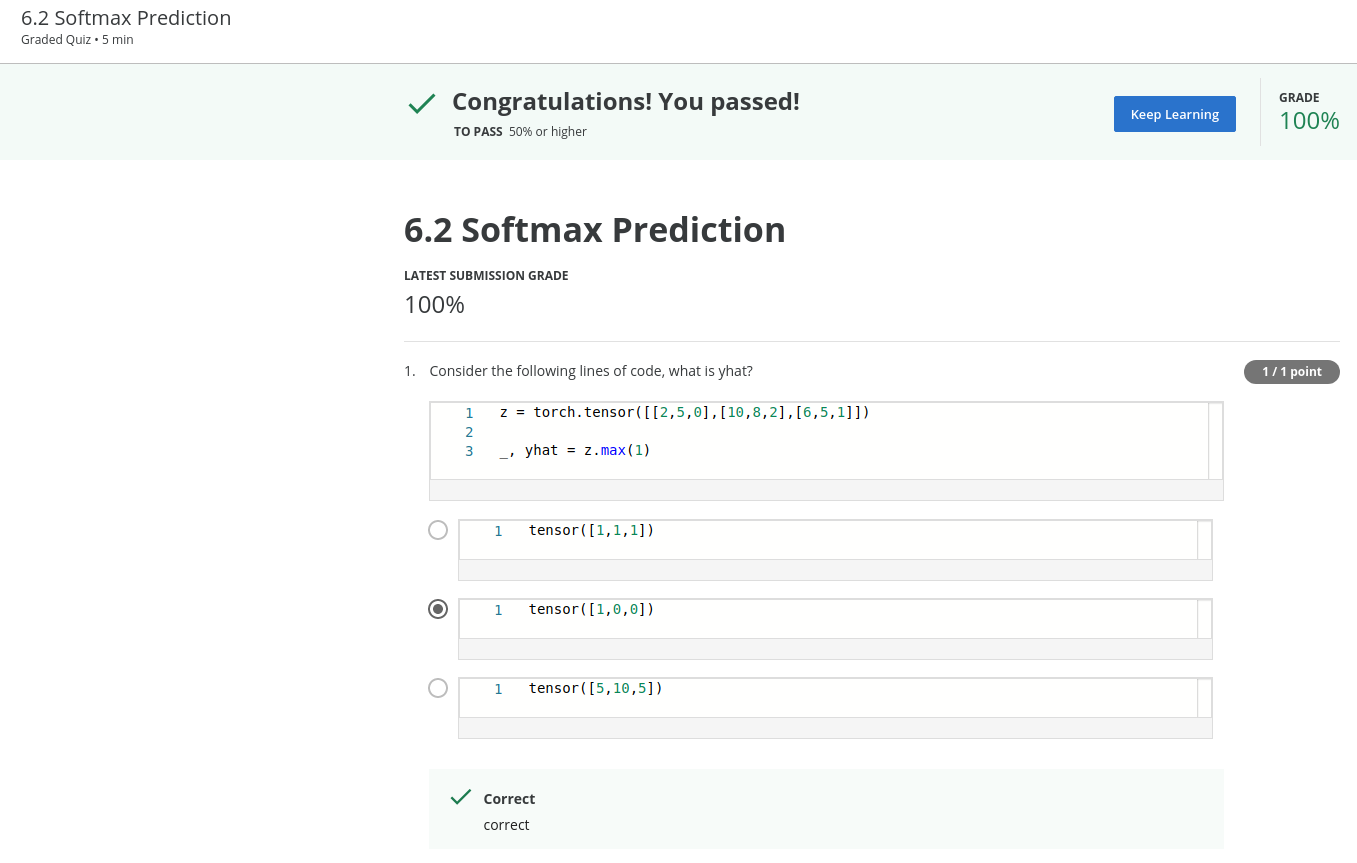 6.2 Softmax Prediction
Graded Quiz • 5 min
Congratulations! You passed!
TO PASS 50% or higher
Keep Learning
GRADE
100%
6.2 Softmax Prediction
LATEST SUBMISSION GRADE
100%
1. Consider the following lines of code, what is yhat?
1 / 1 point
1 z = torch.tensor([[2,5,0],[10,8,2],[6,5,1]])
2
3 _, yhat = z.max(1)
1 tensor([1,1,1])
1 tensor([1,0,0])
1 tensor([5,10,5])
Correct
correct